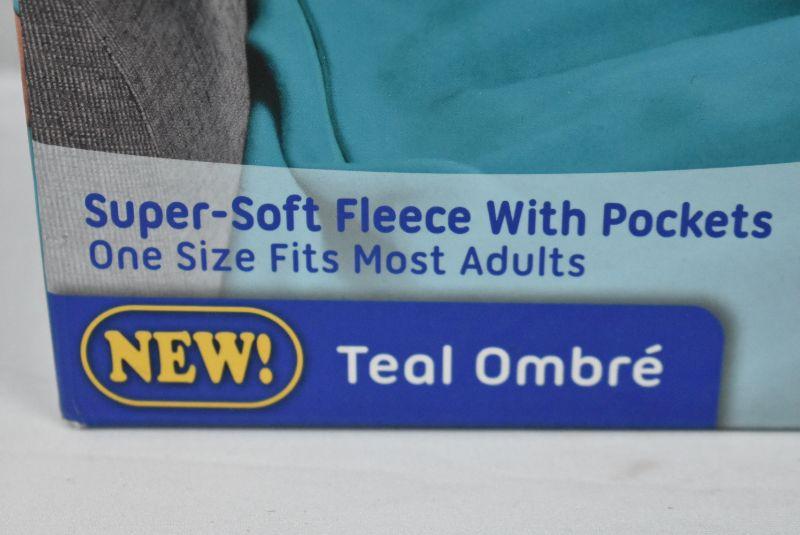 Super-Soft Fleece With Pockets
One Size Fits Most Adults
NEW! Teal Ombré